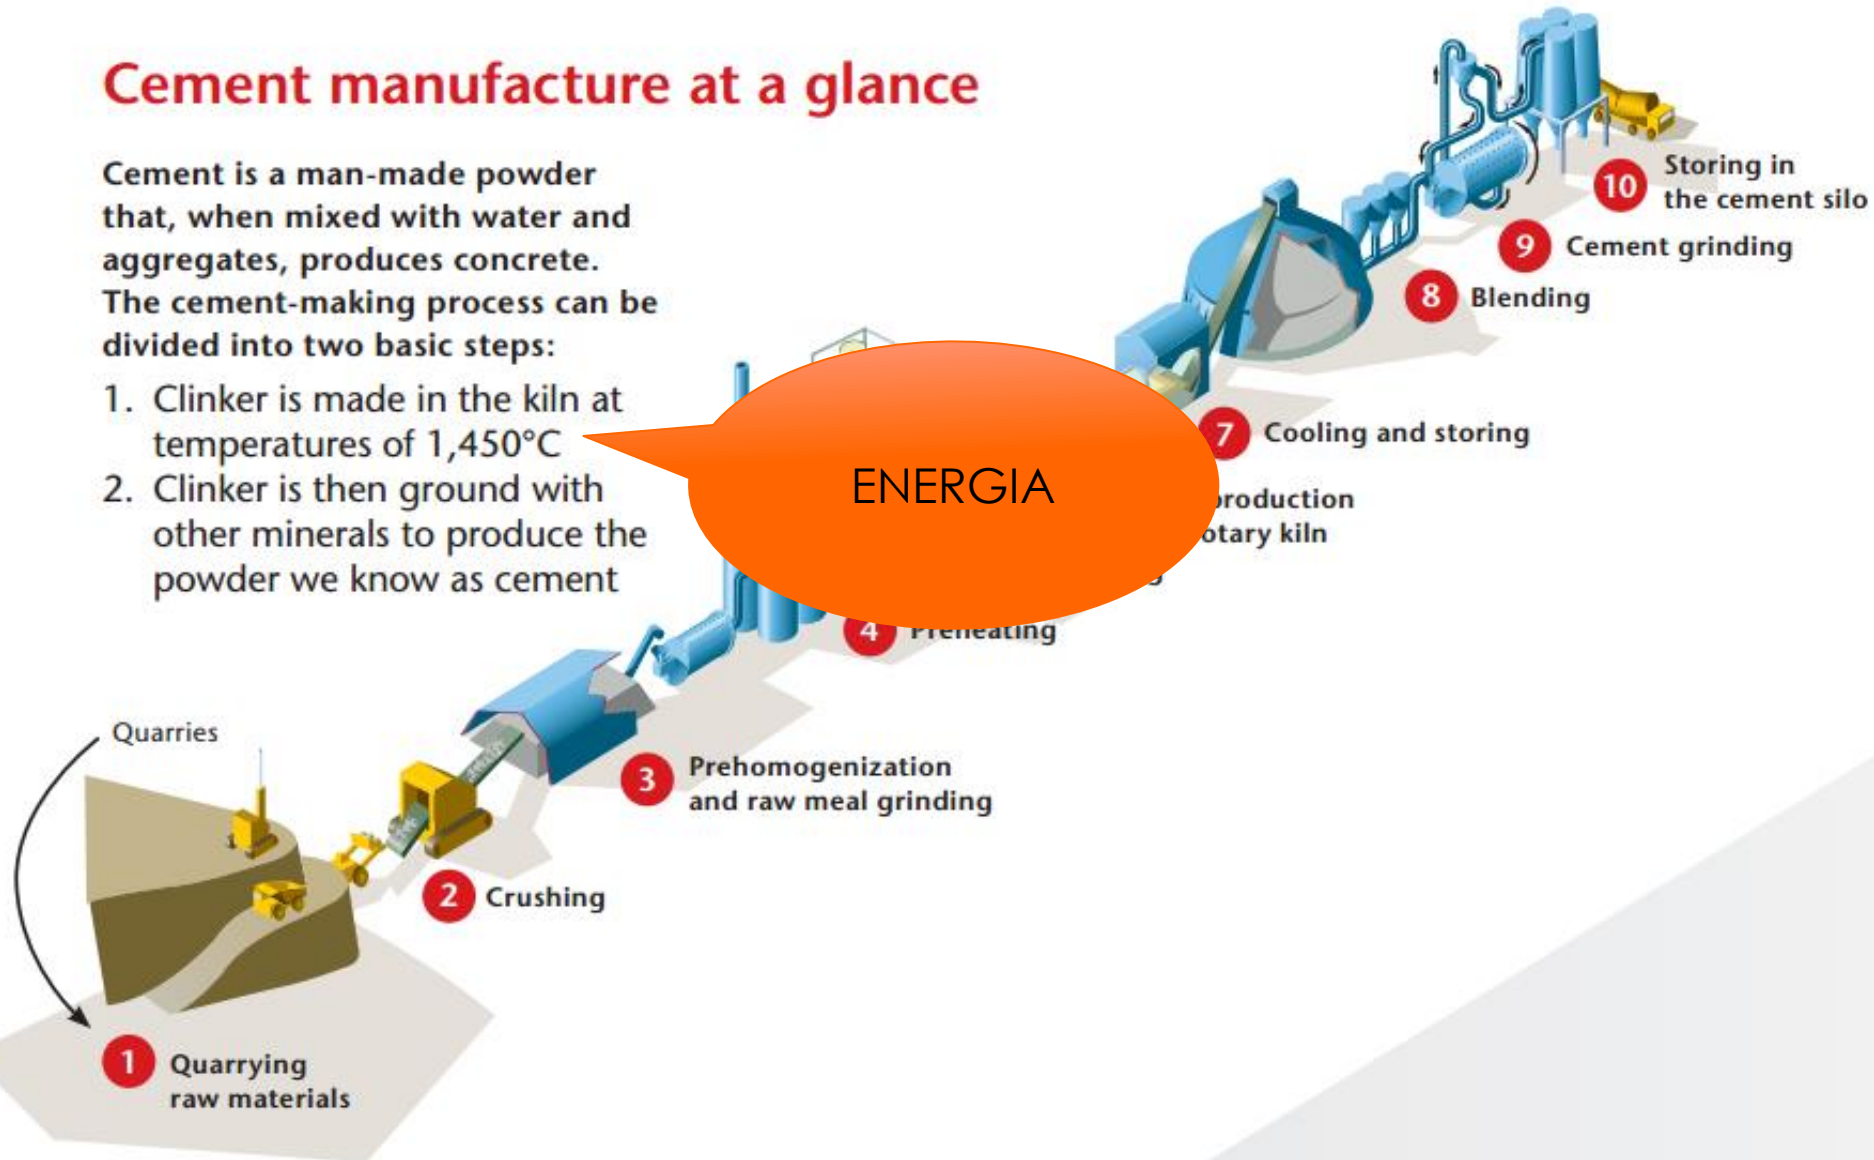 Cement manufacture at a glance
Cement is a man-made powder
that, when mixed with water and
aggregates, produces concrete.
The cement-making process can be
divided into two basic steps:
1. Clinker is made in the kiln at
temperatures of 1,450°C
2. Clinker is then ground with
other minerals to produce the
powder we know as cement
ENERGIA
10 Storing in
the cement silo
9 Cement grinding
8 Blending
7 Cooling and storing
kiln
4 Preheating
3 Prehomogenization
and raw meal grinding
2 Crushing
Quarries
1 Quarrying
raw materials